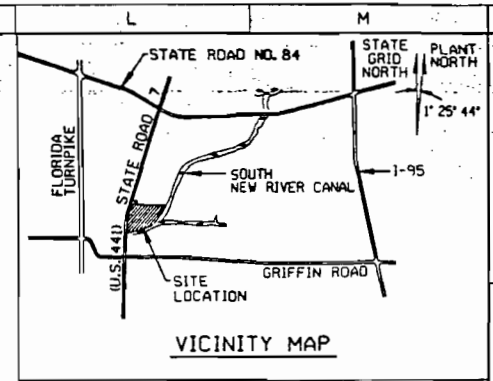 L
M
STATE ROAD NO. 84
STATE
GRID
NORTH
PLANT
NORTH
1° 25' 44"
FLORIDA
TURNPIKE
STATE ROAD 7
(U.S. 441)
SOUTH
NEW RIVER CANAL
I-95
SITE
LOCATION
GRIFFIN ROAD
VICINITY MAP